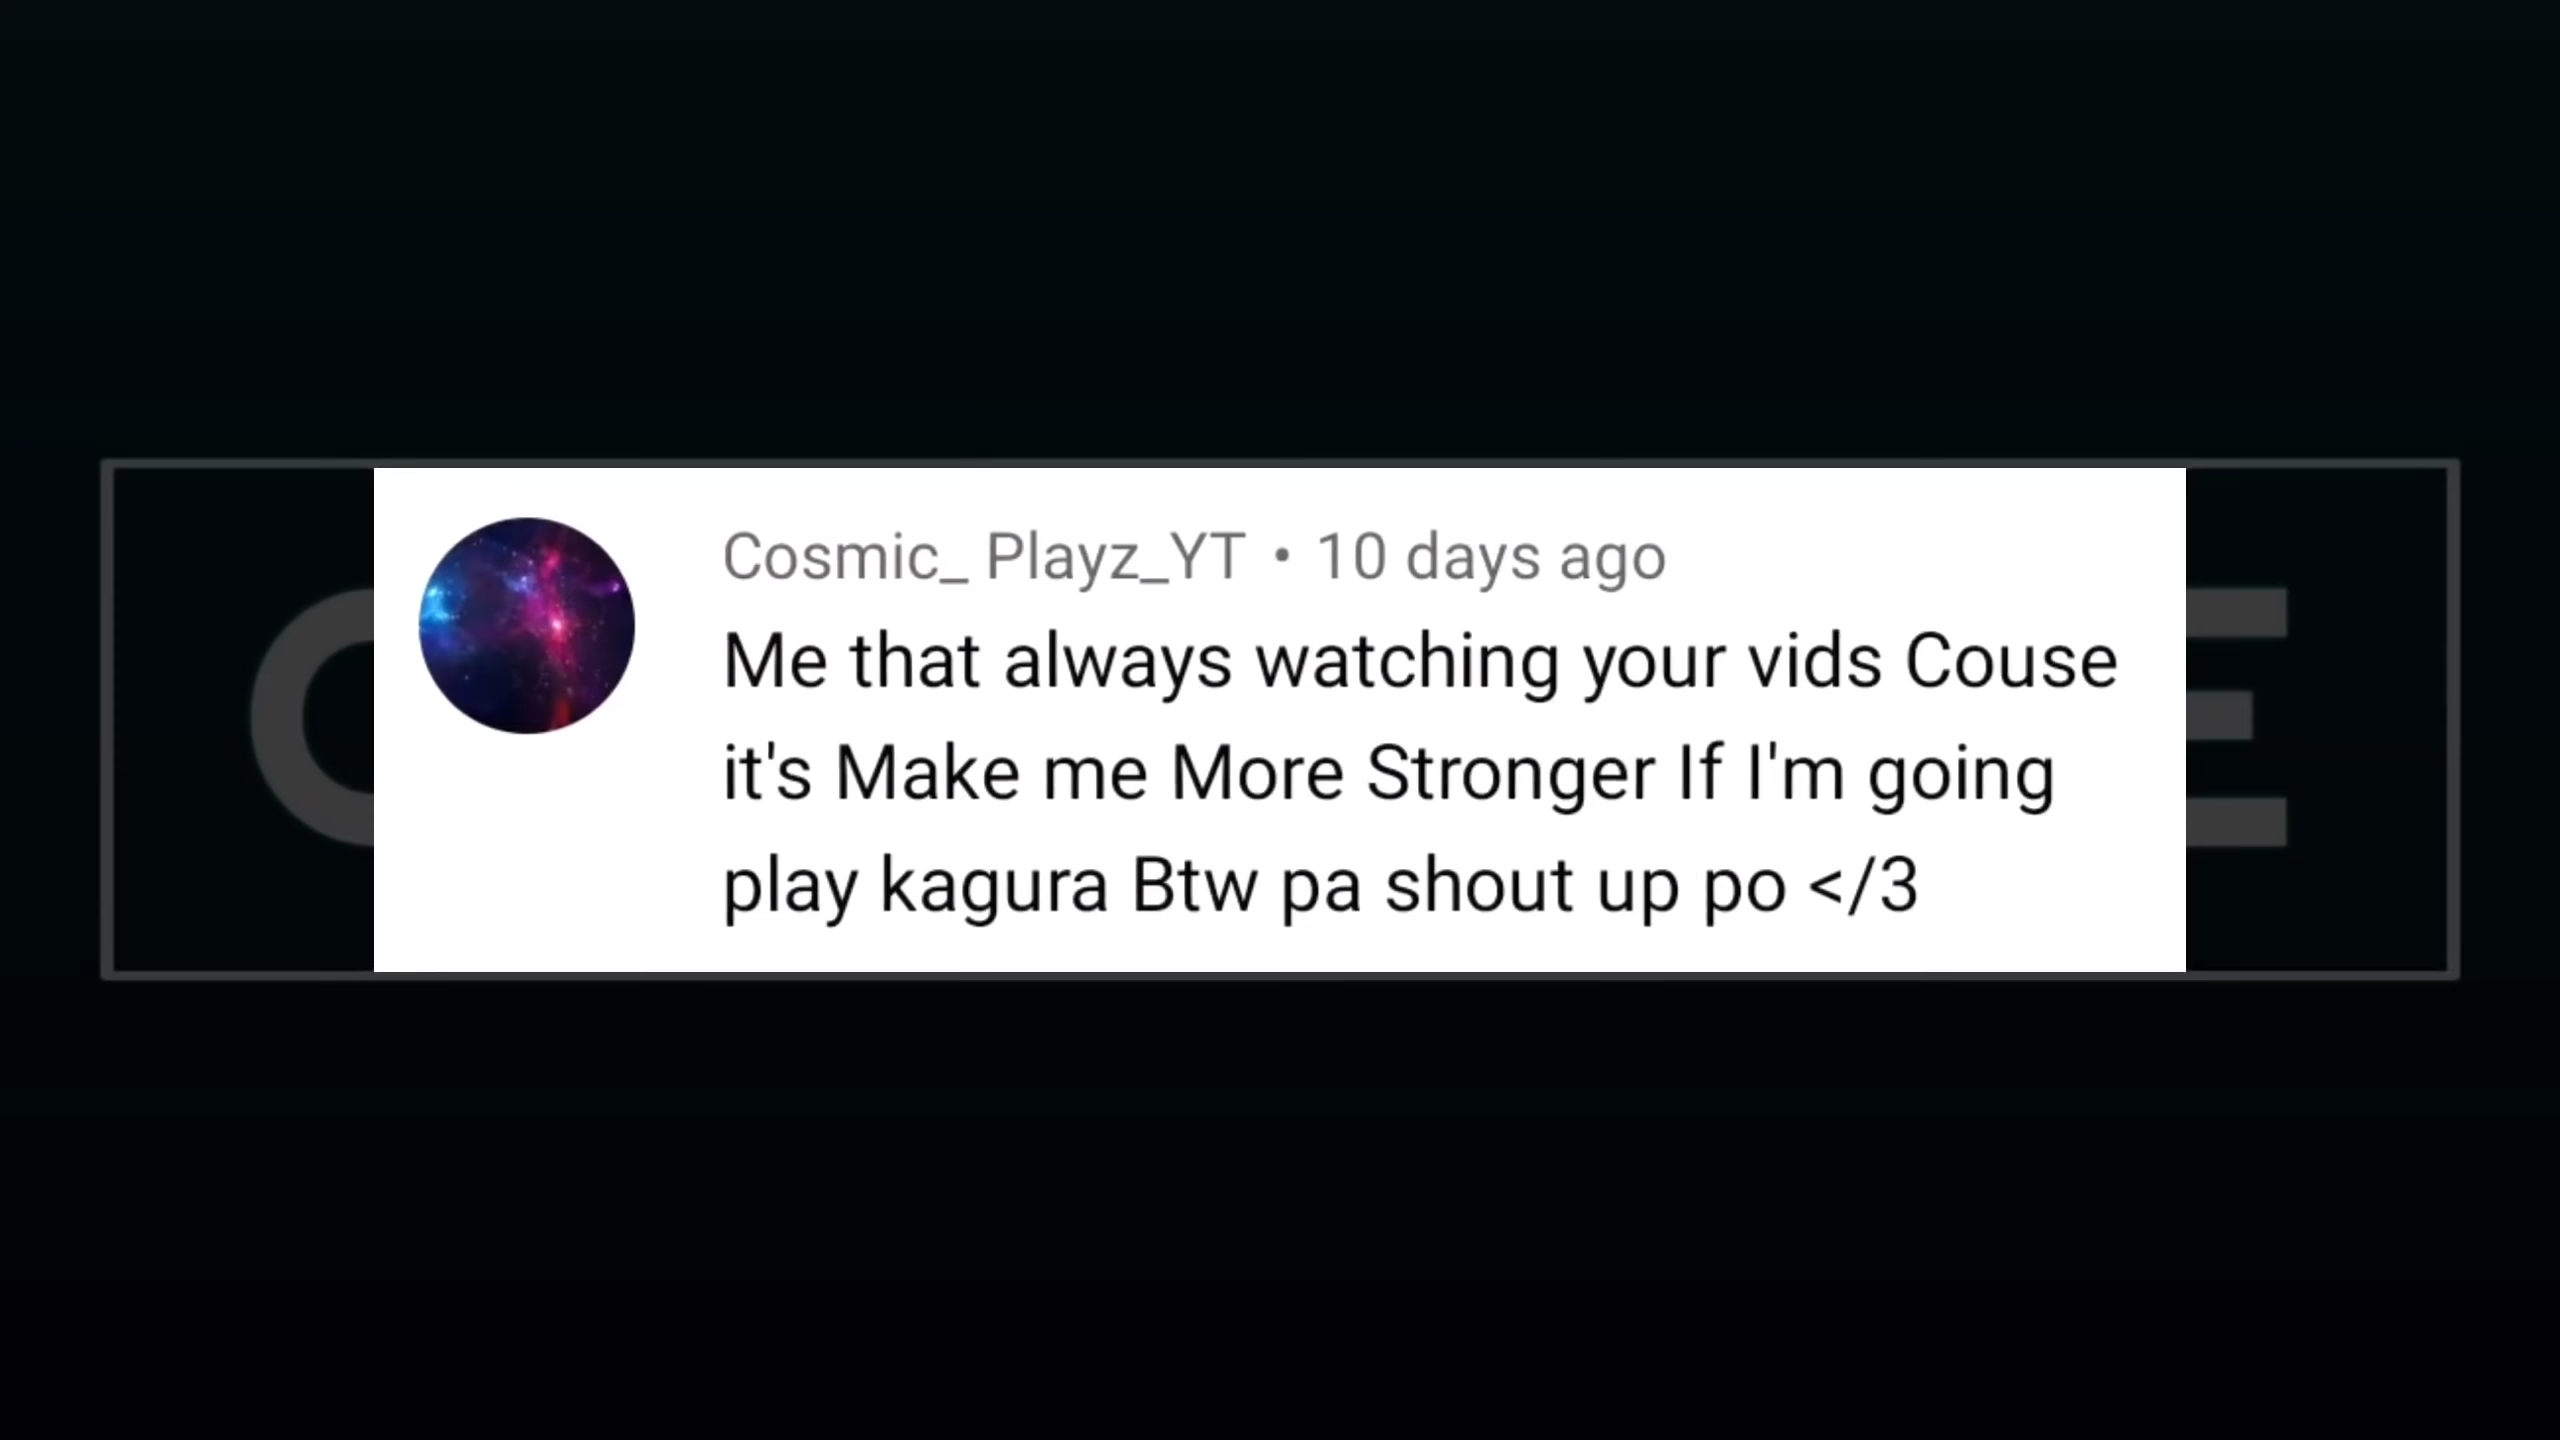 Cosmic_ Playz_YT • 10 days ago
Me that always watching your vids Couse
it's Make me More Stronger If I'm going
play kagura Btw pa shout up po </3